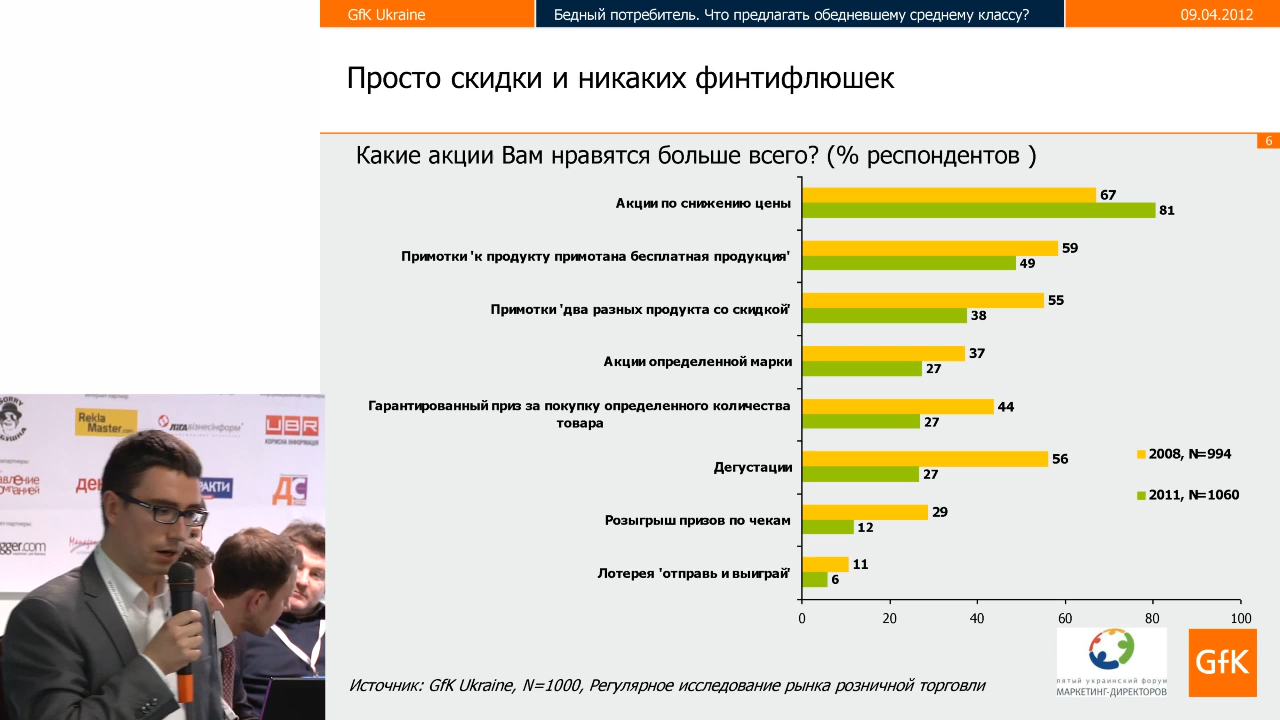 GfK Ukraine
Бедный потребитель. Что предлагать обедневшему среднему классу?
09.04.2012
Просто скидки и никаких финтифлюшек
6
Какие акции Вам нравятся больше всего? (% респондентов )
Акции по снижению цены
67
81
Примотки 'к продукту примотана бесплатная продукция'
59
49
Примотки 'два разных продукта со скидкой'
55
38
Акции определенной марки
37
27
Гарантированный приз за покупку определенного количества
товара
44
27
Дегустации
56
27
Розыгрыш призов по чекам
29
12
Лотерея 'отправь и выиграй'
11
6
2008, N=994
2011, N=1060
0 20 40 60 80 100
Источник: GfK Ukraine, N=1000, Регулярное исследование рынка розничной торговли
пятый украинский форум
МАРКЕТИНГ-ДИРЕКТОРОВ
GfK
Rekla
Master.com
ЛІГАбізнесінформ
UBR
КОРИСНА ІНФОРМАЦІЯ
ДС